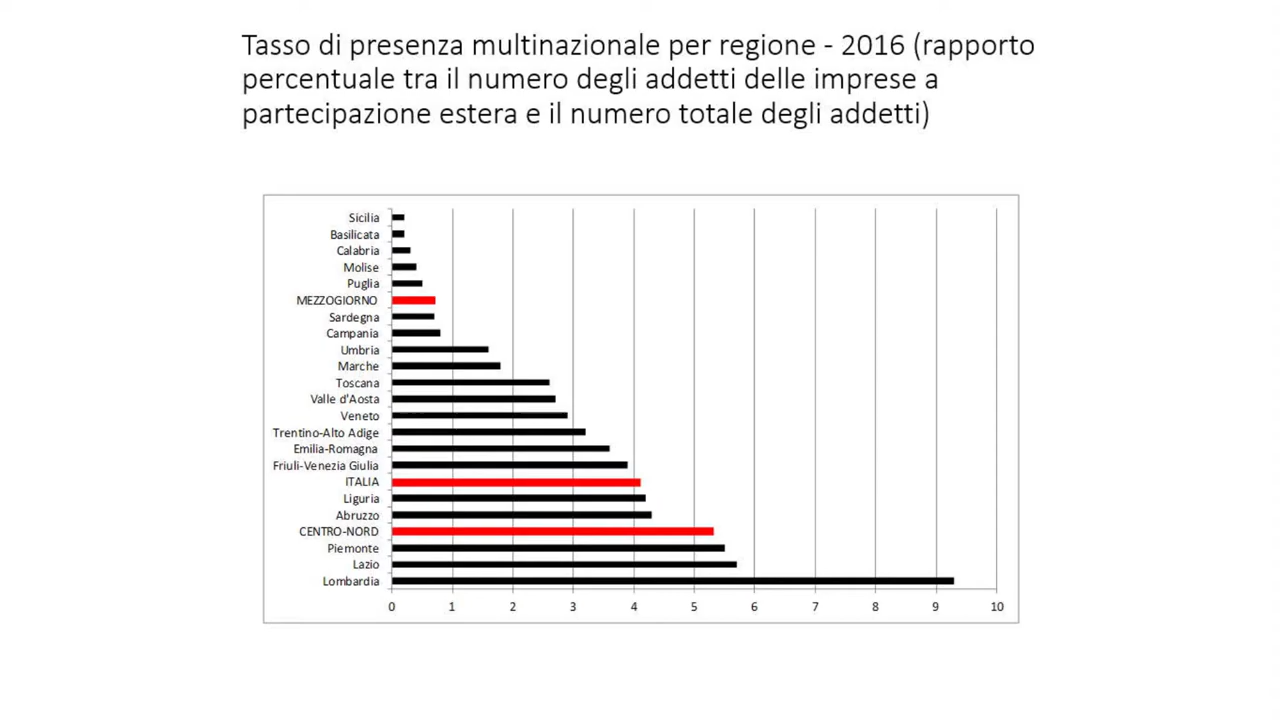 Tasso di presenza multinazionale per regione - 2016 (rapporto
percentuale tra il numero degli addetti delle imprese a
partecipazione estera e il numero totale degli addetti)
Sicilia
Basilicata
Calabria
Molise
Puglia
MEZZOGIORNO
Sardegna
Campania
Umbria
Marche
Toscana
Valle d'Aosta
Veneto
Trentino-Alto Adige
Emilia-Romagna
Friuli-Venezia Giulia
ITALIA
Liguria
Abruzzo
CENTRO-NORD
Piemonte
Lazio
Lombardia
0 1 2 3 4 5 6 7 8 9 10